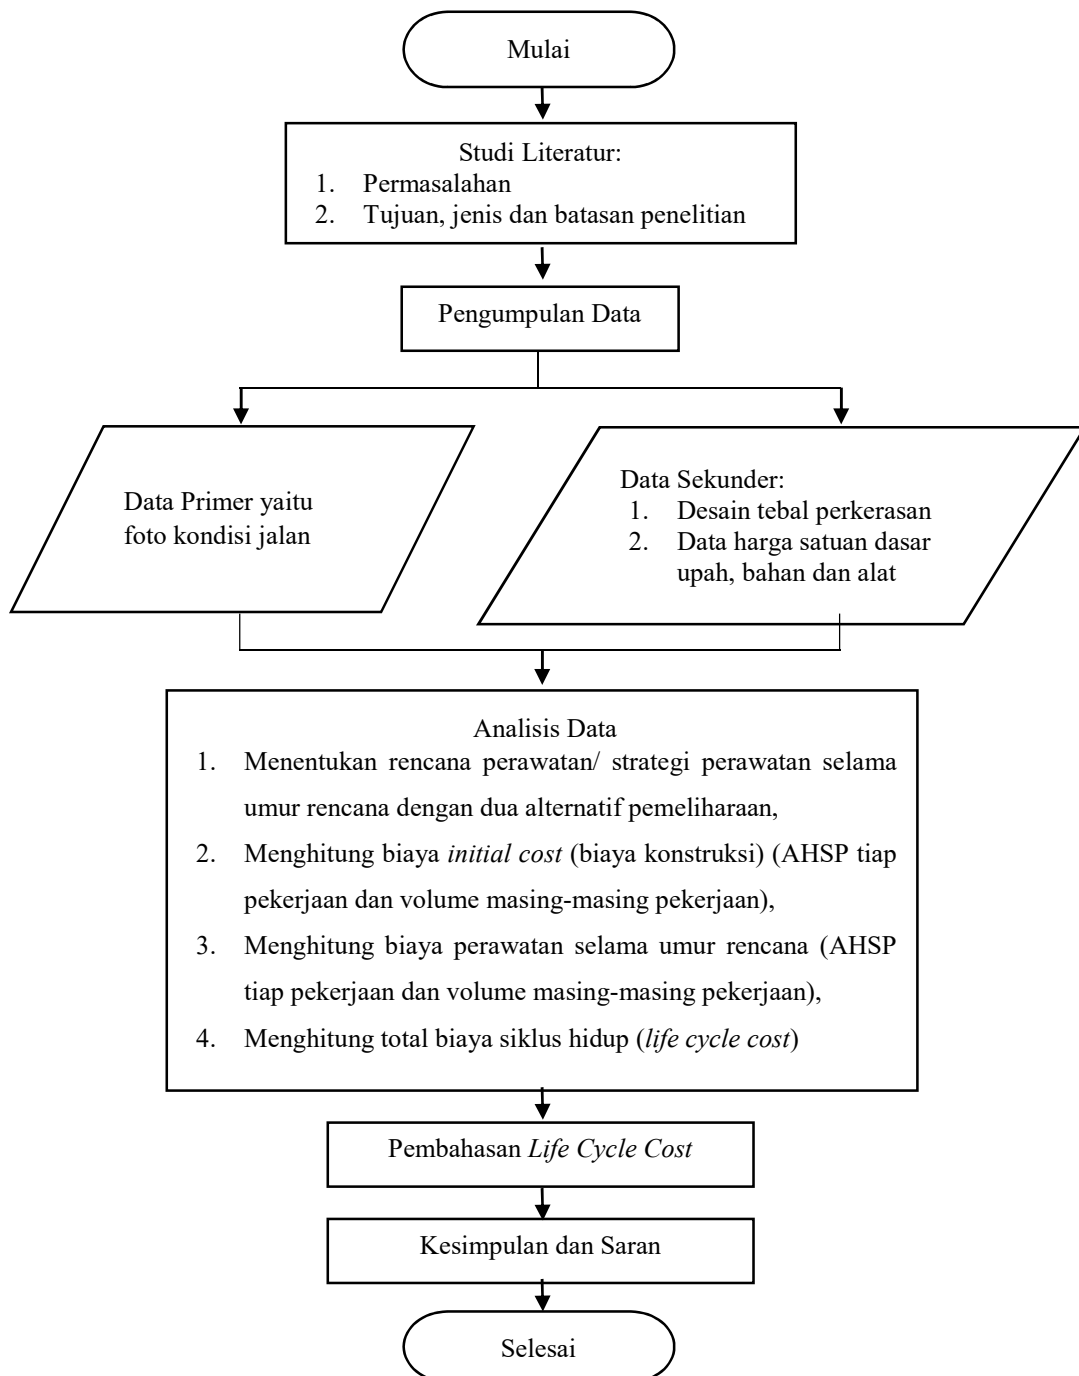 Mulai
Studi Literatur:
1. Permasalahan
2. Tujuan, jenis dan batasan penelitian
Pengumpulan Data
Data Primer yaitu
foto kondisi jalan
Data Sekunder:
1. Desain tebal perkerasan
2. Data harga satuan dasar
upah, bahan dan alat
Analisis Data
1. Menentukan rencana perawatan/ strategi perawatan selama
umur rencana dengan dua alternatif pemeliharaan,
2. Menghitung biaya initial cost (biaya konstruksi) (AHSP tiap
pekerjaan dan volume masing-masing pekerjaan),
3. Menghitung biaya perawatan selama umur rencana (AHSP
tiap pekerjaan dan volume masing-masing pekerjaan),
4. Menghitung total biaya siklus hidup (life cycle cost)
Pembahasan Life Cycle Cost
Kesimpulan dan Saran
Selesai